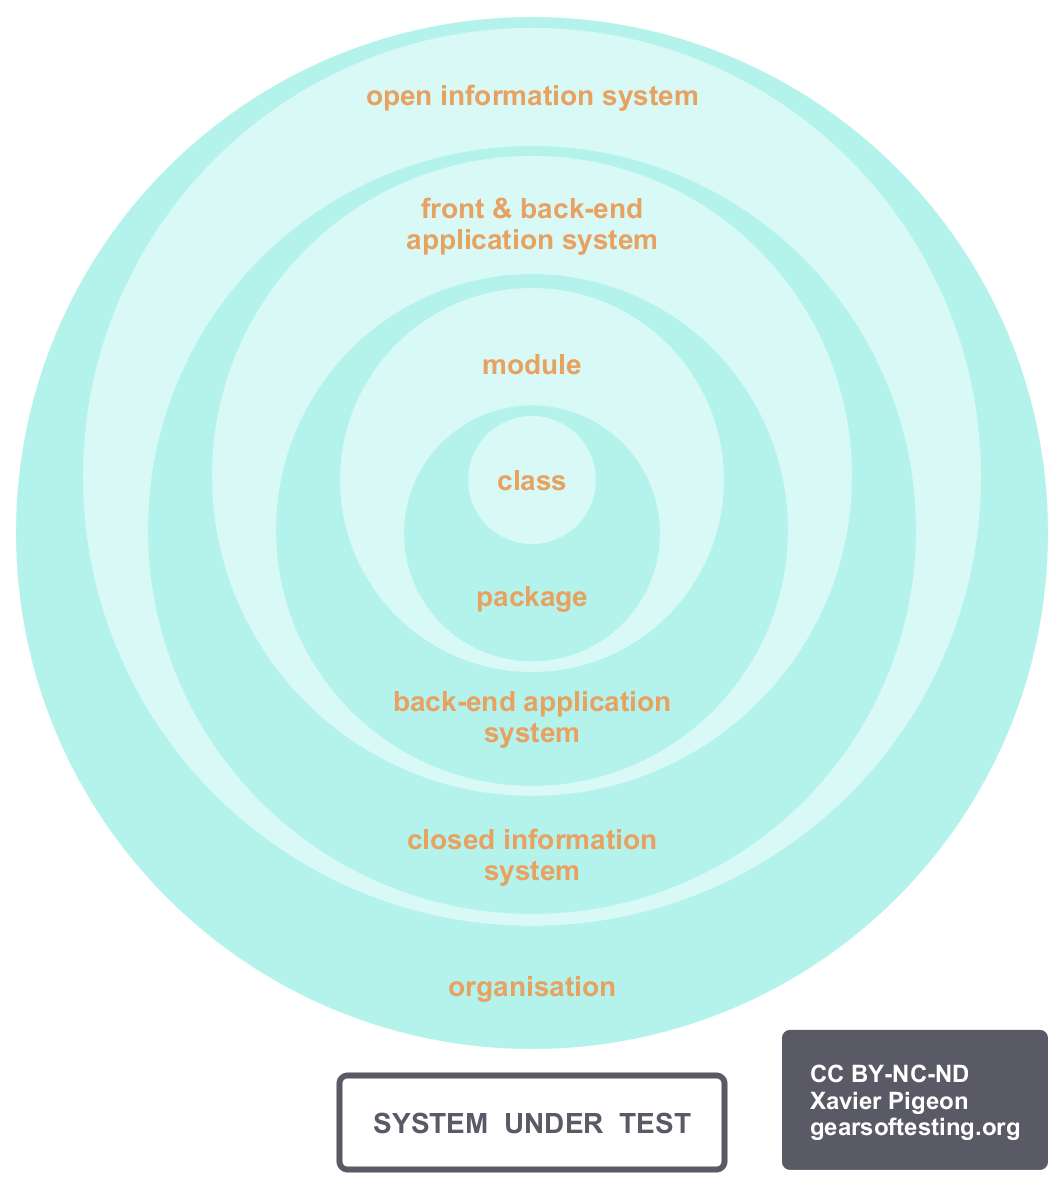 open information system
front & back-end
application system
module
class
package
back-end application
system
closed information
system
organisation
SYSTEM UNDER TEST
CC BY-NC-ND
Xavier Pigeon
gearsoftesting.org